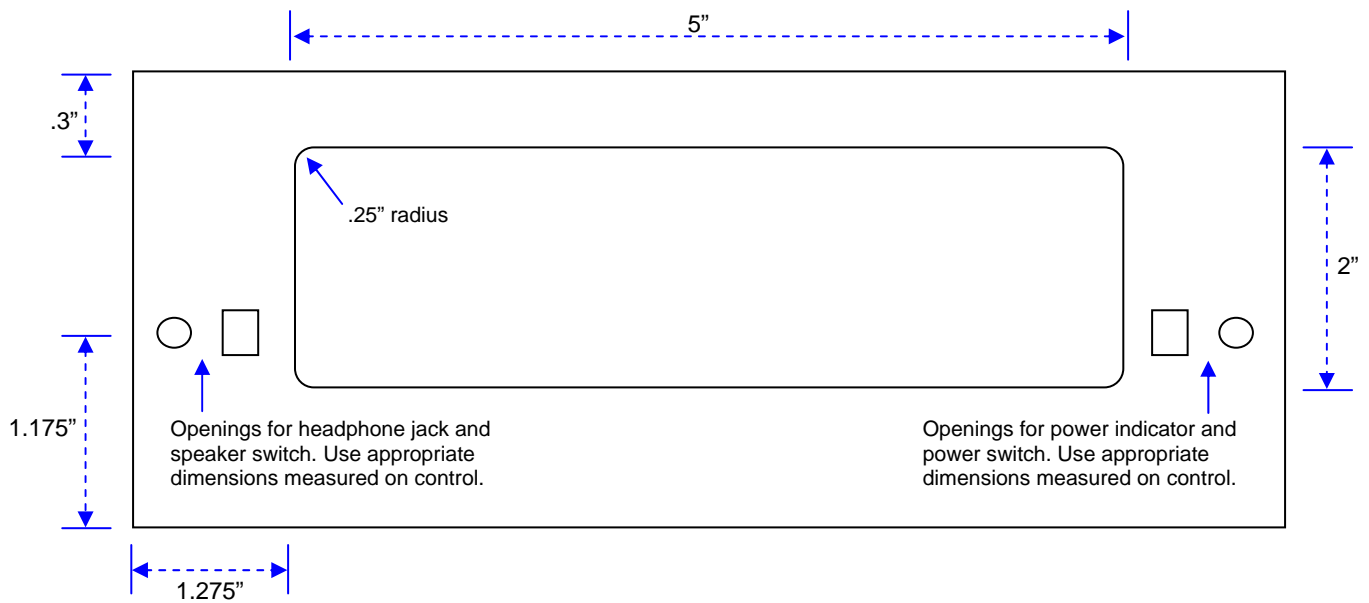 5”
.3”
.25” radius
2”
1.175”
Openings for headphone jack and
speaker switch. Use appropriate
dimensions measured on control.
Openings for power indicator and
power switch. Use appropriate
dimensions measured on control.
1.275”